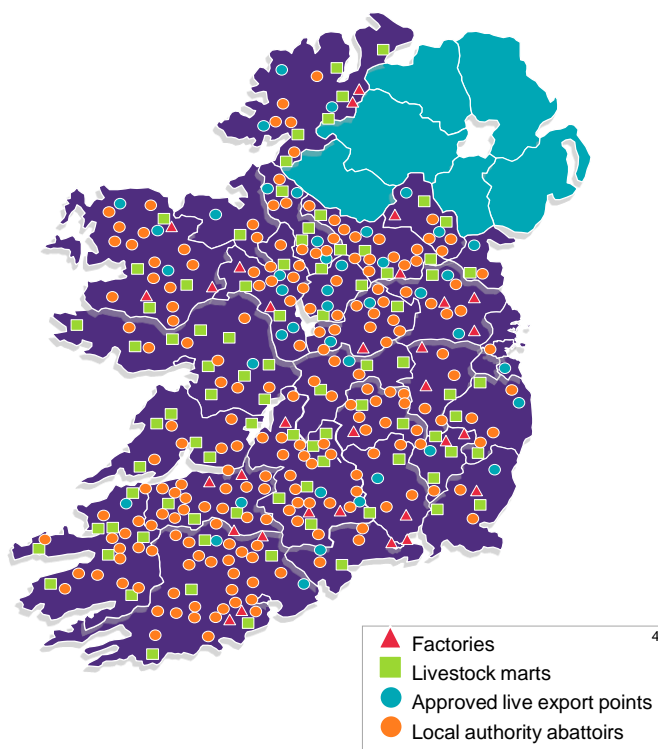 4
Factories
Livestock marts
Approved live export points
Local authority abattoirs